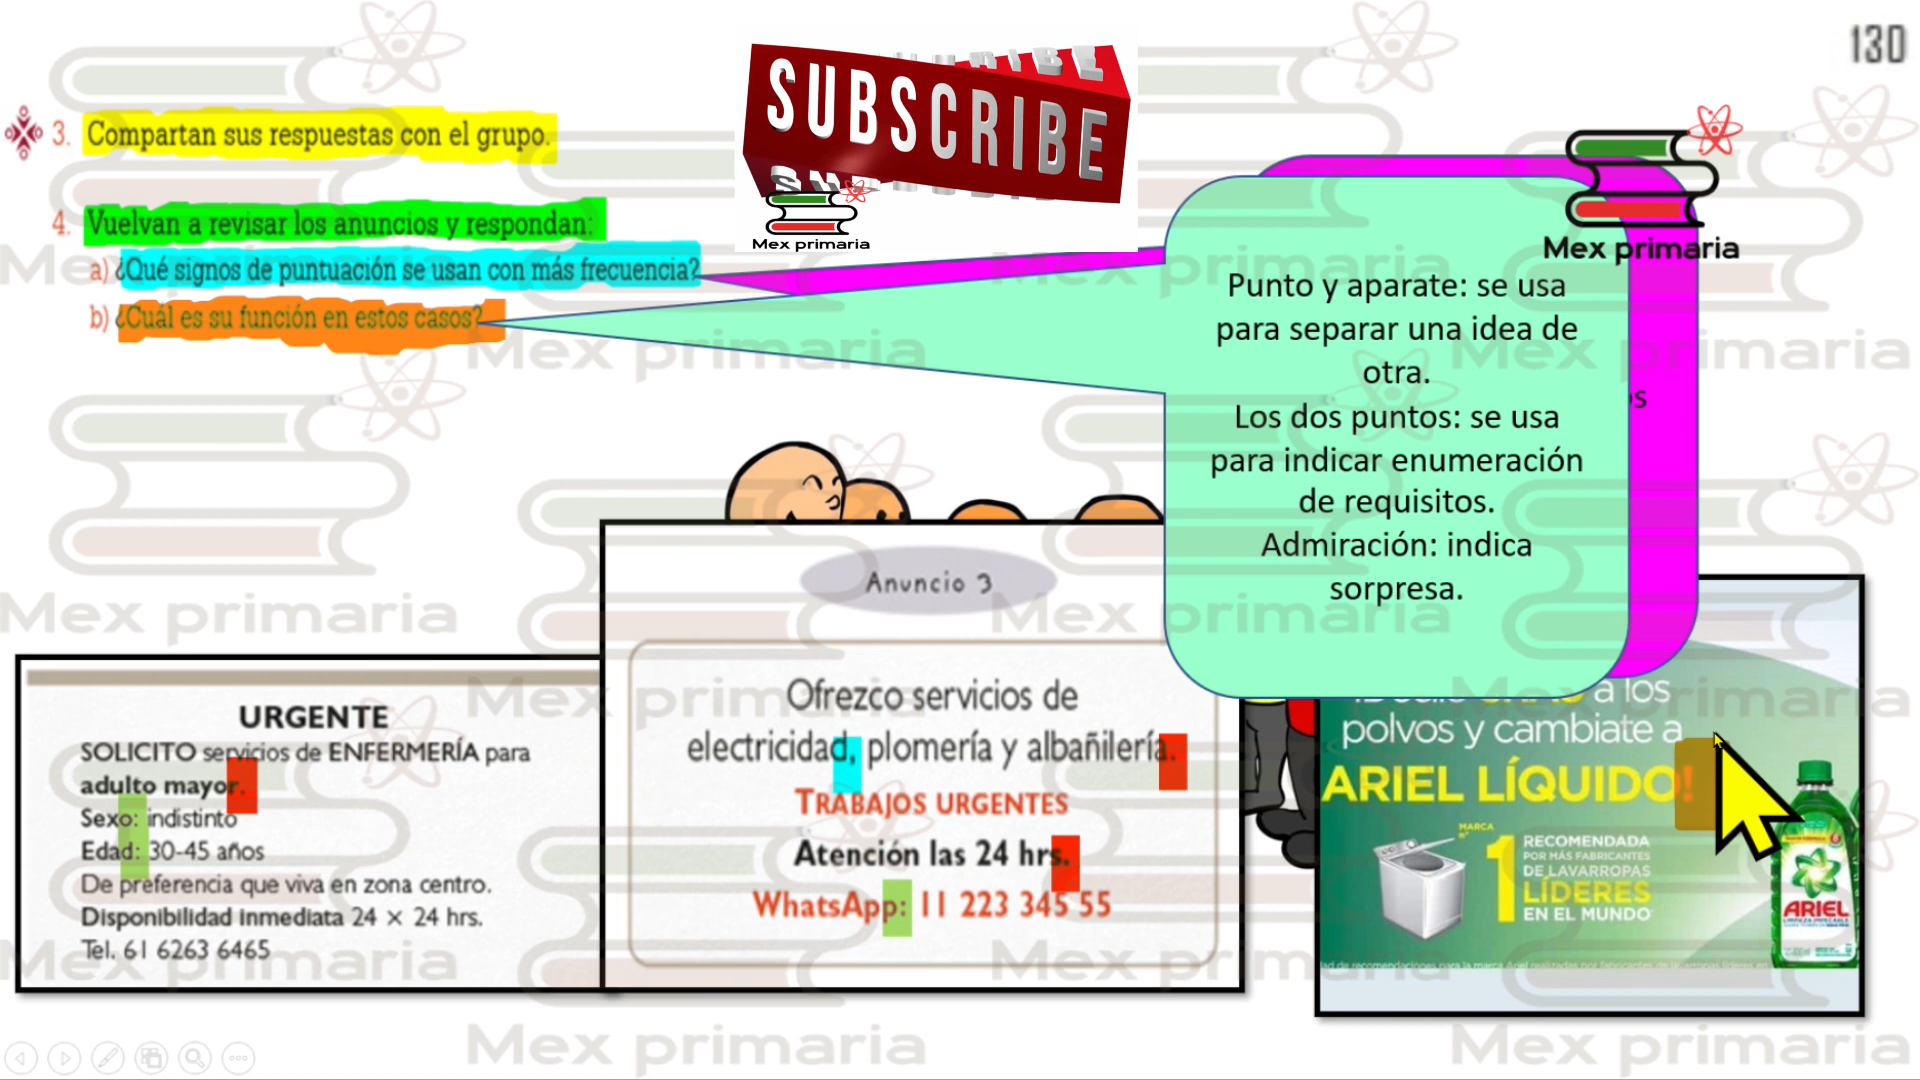 130
SUBSCRIBE
Mex primaria
Mex primaria
3. Compartan sus respuestas con el grupo.
4. Vuelvan a revisar los anuncios y respondan:
a) ¿Qué signos de puntuación se usan con más frecuencia?
b) ¿Cuál es su función en estos casos?
Punto y aparate: se usa
para separar una idea de
otra.
Los dos puntos: se usa
para indicar enumeración
de requisitos.
Admiración: indica
sorpresa.
URGENTE
SOLICITO servicios de ENFERMERÍA para
adulto mayor.
Sexo: indistinto
Edad: 30-45 años
De preferencia que viva en zona centro.
Disponibilidad inmediata 24 × 24 hrs.
Tel. 61 6263 6465
Anuncio 3
Ofrezco servicios de
electricidad, plomería y albañilería.
TRABAJOS URGENTES
Atención las 24 hrs.
WhatsApp: 11 223 345 55
a los
polvos y cambiate a
ARIEL LÍQUIDO!
MARCA
N°
1
RECOMENDADA
POR MÁS FABRICANTES
DE LAVARROPAS
LÍDERES
EN EL MUNDO
ARIEL